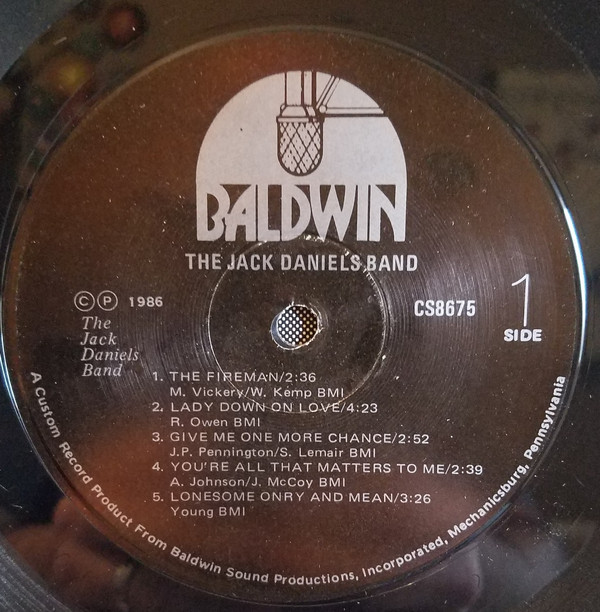 BALDWIN
THE JACK DANIELS BAND
Ⓒ Ⓟ 1986
The
Jack
Daniels
Band
CS8675
1
SIDE
1. THE FIREMAN/2:36
M. Vickery/W. Kemp BMI
2. LADY DOWN ON LOVE/4:23
R. Owen BMI
3. GIVE ME ONE MORE CHANCE/2:52
J.P. Pennington/S. Lemair BMI
4. YOU'RE ALL THAT MATTERS TO ME/2:39
A. Johnson/J. McCoy BMI
5. LONESOME ONRY AND MEAN/3:26
Young BMI
A Custom Record Product From Baldwin Sound Productions, Incorporated, Mechanicsburg, Pennsylvania